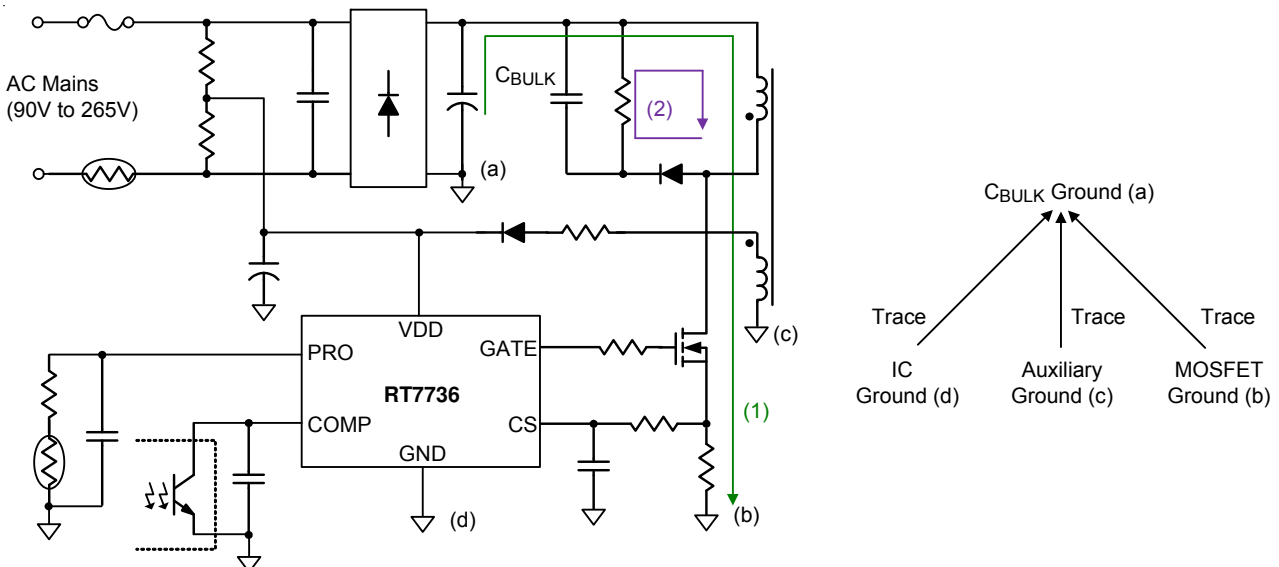 AC Mains
(90V to 265V)
CBULK
(a)
(2)
(c)
(1)
VDD
PRO
GATE
RT7736
COMP
CS
GND
(d)
(b)
CBULK Ground (a)
Trace
Trace
Trace
IC
Ground (d)
Auxiliary
Ground (c)
MOSFET
Ground (b)